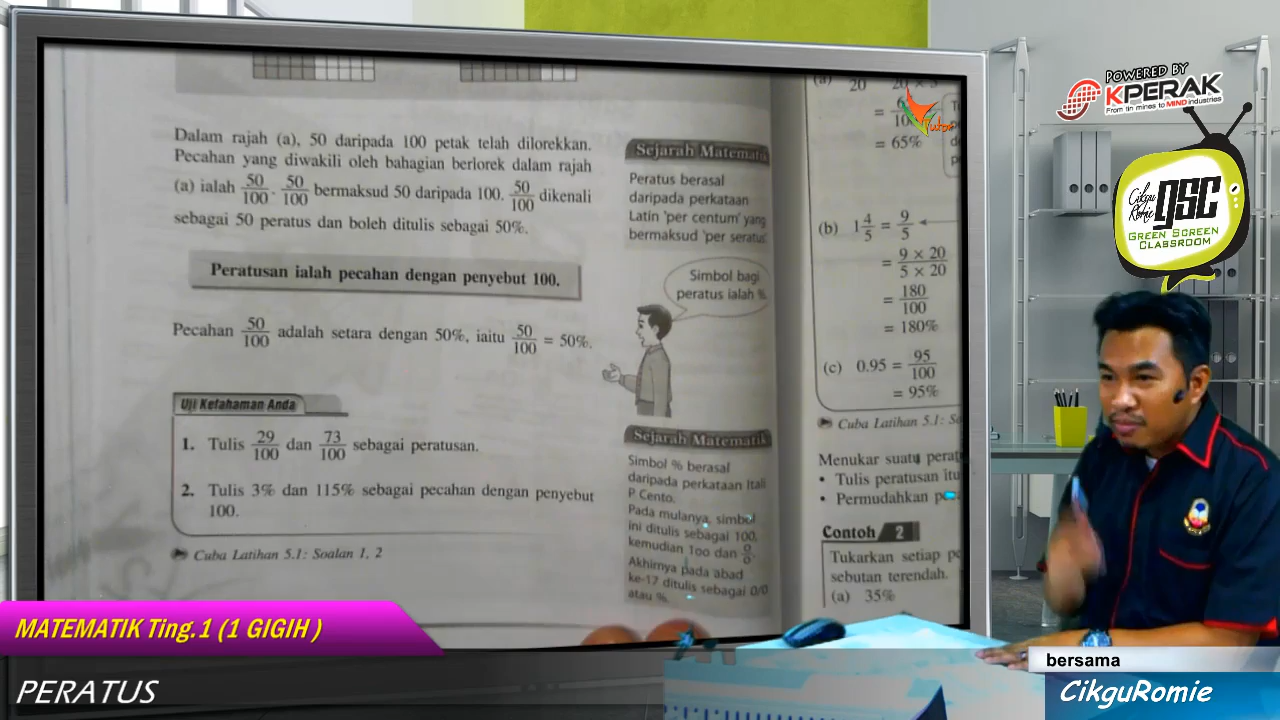 Dalam rajah (a), 50 daripada 100 petak telah dilorekkan.
Pecahan yang diwakili oleh bahagian berlorek dalam rajah
(a) ialah 50/100. 50/100 bermaksud 50 daripada 100. 50/100 dikenali
sebagai 50 peratus dan boleh ditulis sebagai 50%.
Peratusan ialah pecahan dengan penyebut 100.
Pecahan 50/100 adalah setara dengan 50%, iaitu 50/100 = 50%.
Uji Kefahaman Anda
1. Tulis 29/100 dan 73/100 sebagai peratusan.
2. Tulis 3% dan 115% sebagai pecahan dengan penyebut
100.
Cuba Latihan 5.1: Soalan 1, 2
Sejarah Matemati
Peratus berasal
daripada perkataan
Latin 'per centum' yang
bermaksud 'per seratus'.
Simbol bagi
peratus ialah %.
Sejarah Matematik
Simbol % berasal
daripada perkataan Itali
P Cento.
Pada mulanya, simbol
ini ditulis sebagai 100,
kemudian 1oo dan o/o.
Akhirnya pada abad
ke-17 ditulis sebagai 0/0
atau %.
(a)
20
= 65%
(b) 1 4/5 = 9/5
= 9 × 20 / 5 × 20
= 180/100
= 180%
(c) 0.95 = 95/100
= 95%
Cuba Latihan 5.1: So
Menukar suatu perat
• Tulis peratusan itu
• Permudahkan
Contoh 2
Tukarkan setiap pe
sebutan terendah.
(a) 35%
Tutor
POWERED BY
KPERAK
From tin mines to MIND industries
Cikgu
Romie
GSC
GREEN SCREEN
CLASSROOM
MATEMATIK Ting.1 (1 GIGIH )
PERATUS
bersama
CikguRomie